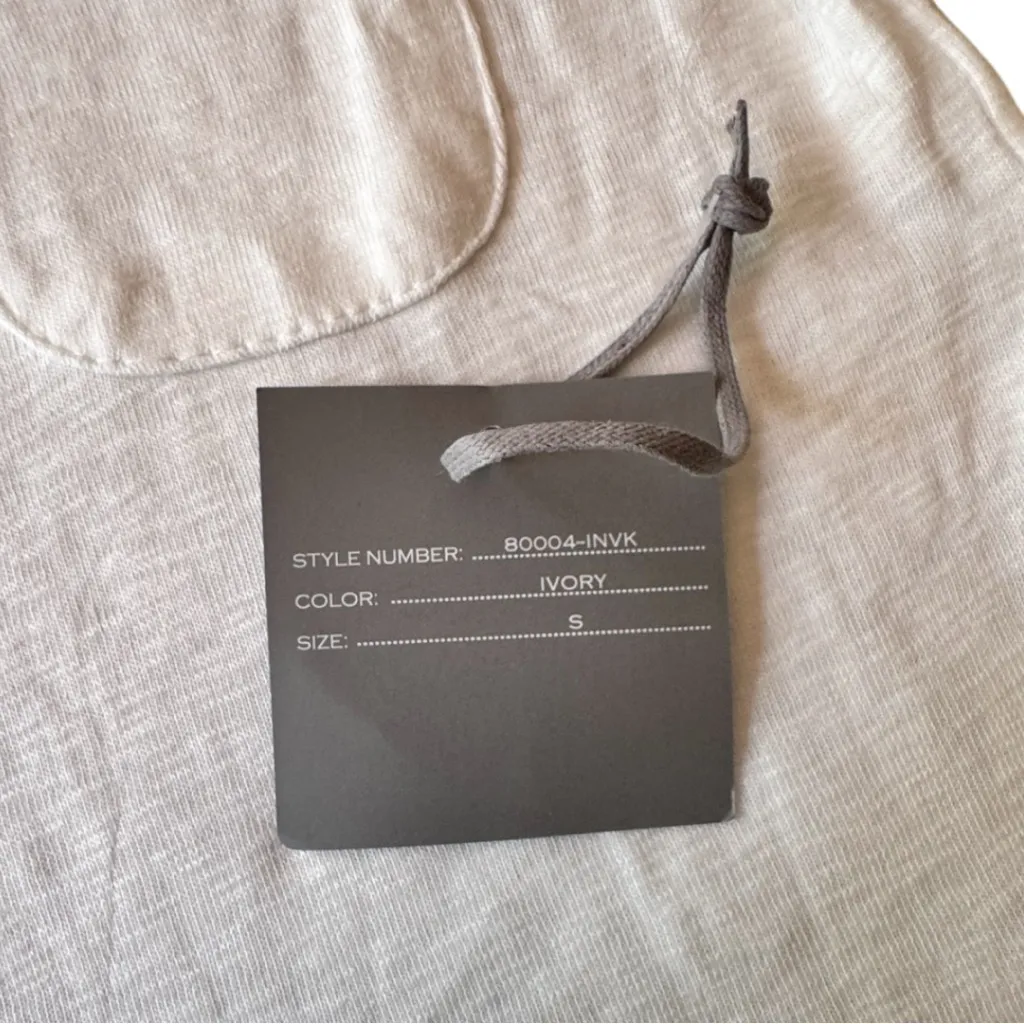 STYLE NUMBER: 80004-INVK
COLOR: IVORY
SIZE: S